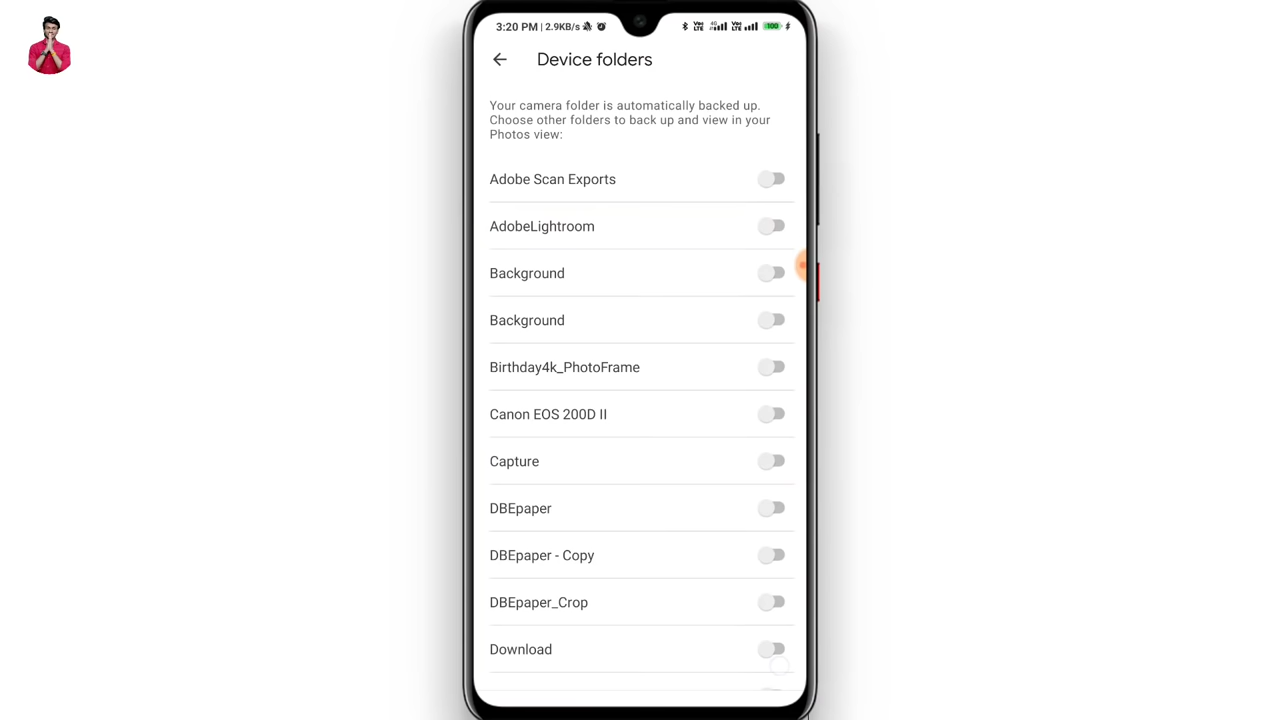 3:20 PM | 2.9KB/s
100
Device folders
Your camera folder is automatically backed up.
Choose other folders to back up and view in your
Photos view:
Adobe Scan Exports
AdobeLightroom
Background
Background
Birthday4k_PhotoFrame
Canon EOS 200D II
Capture
DBEpaper
DBEpaper - Copy
DBEpaper_Crop
Download